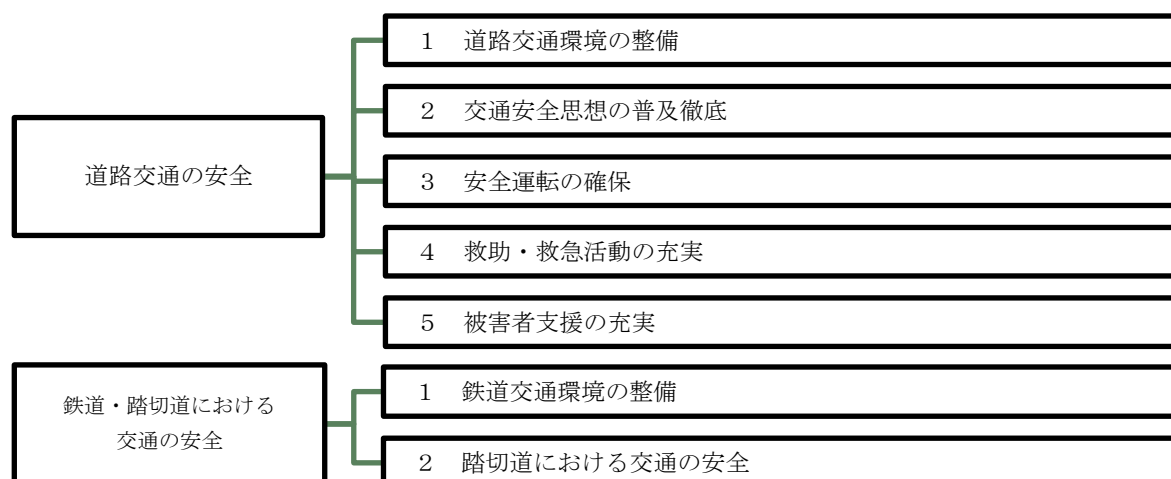 道路交通の安全
１　道路交通環境の整備
２　交通安全思想の普及徹底
３　安全運転の確保
４　救助・救急活動の充実
５　被害者支援の充実
鉄道・踏切道における
交通の安全
１　鉄道交通環境の整備
２　踏切道における交通の安全